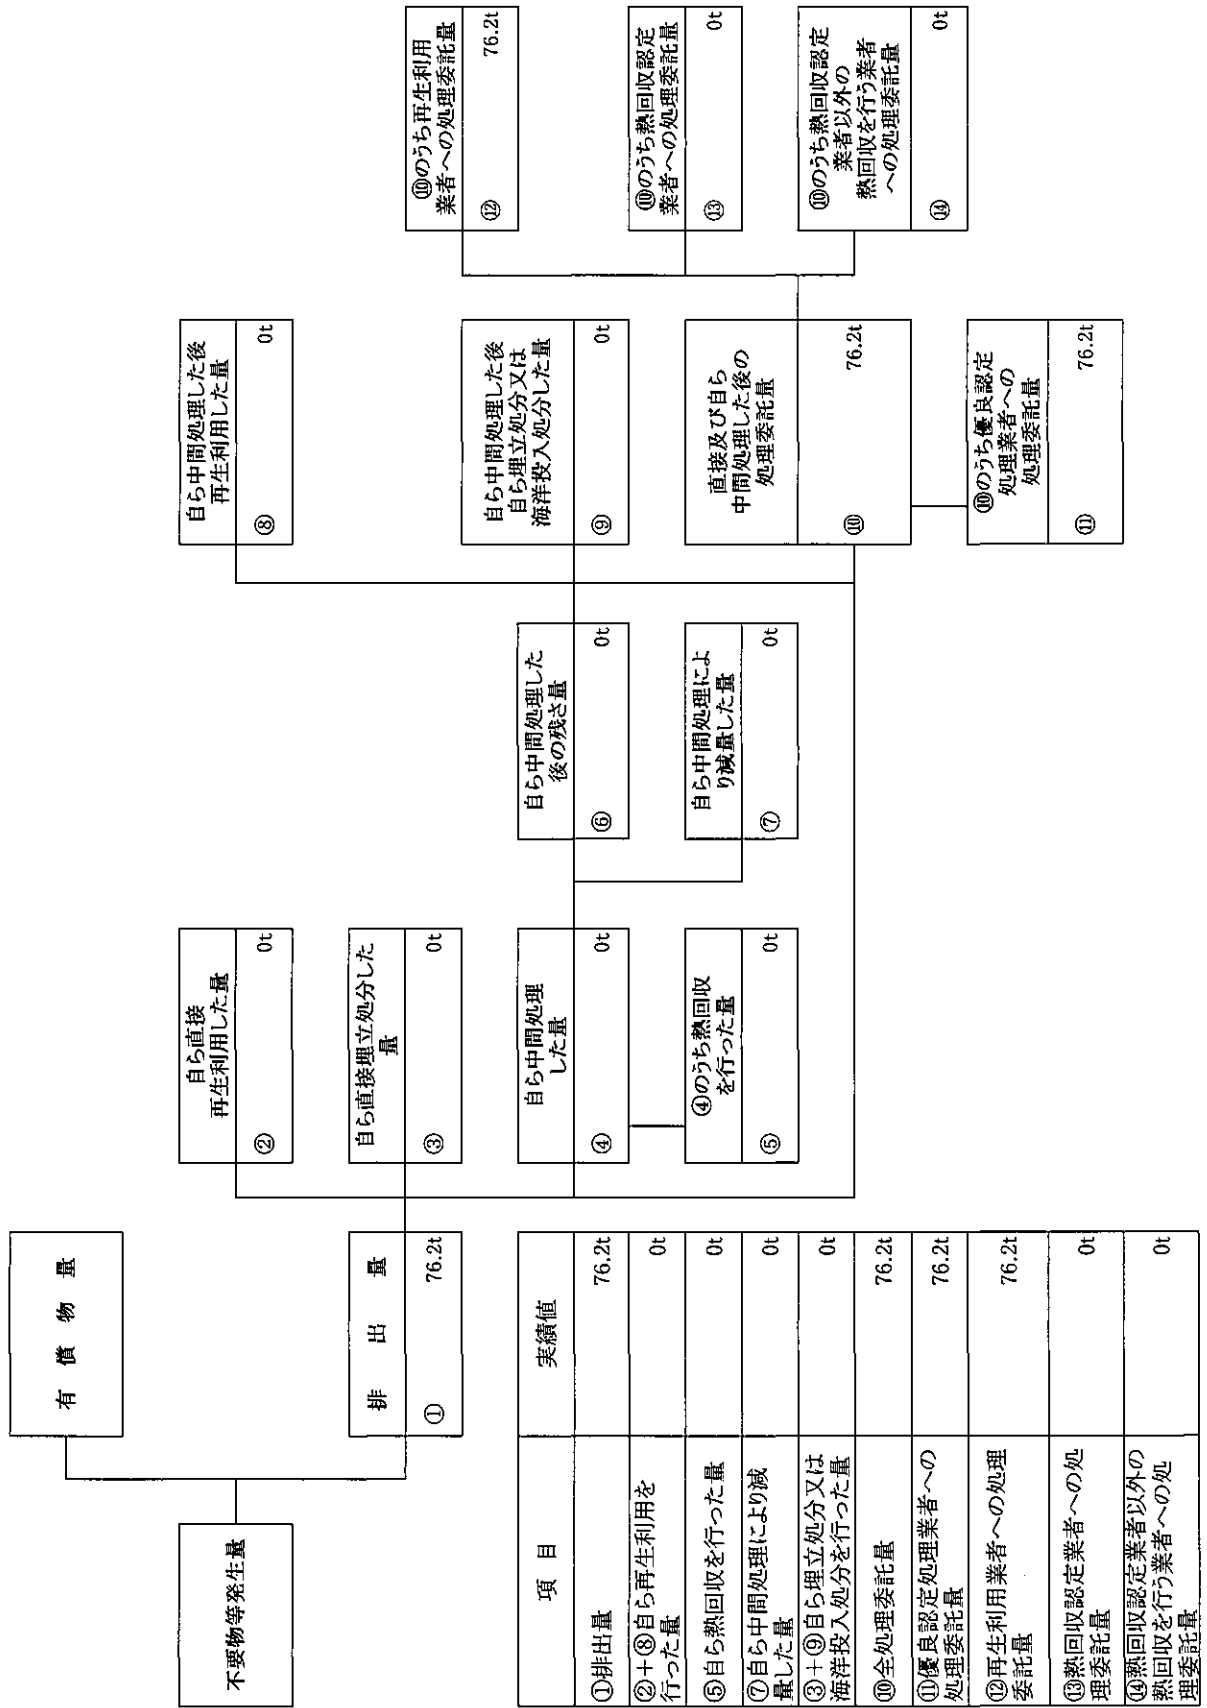 不要物等発生量
有償物量
排出量
① 76.2t
自ら直接
再生利用した量
② 0t
自ら直接埋立処分した
量
③ 0t
自ら中間処理
した量
④ 0t
④のうち熱回収
を行った量
⑤ 0t
自ら中間処理した
後の残さ量
⑥ 0t
自ら中間処理によ
り減量した量
⑦ 0t
自ら中間処理した後
再生利用した量
⑧ 0t
自ら中間処理した後
自ら埋立処分又は
海洋投入処分した量
⑨ 0t
直接及び自ら
中間処理した後の
処理委託量
⑩ 76.2t
⑩のうち優良認定
処理業者への
処理委託量
⑪ 76.2t
⑩のうち再生利用
業者への処理委託量
⑫ 76.2t
⑩のうち熱回収認定
業者への処理委託量
⑬ 0t
⑩のうち熱回収認定
業者以外の
熱回収を行う業者
への処理委託量
⑭ 0t
項目 実績値
①排出量 76.2t
②+⑧自ら再生利用を
行った量 0t
⑤自ら熱回収を行った量 0t
⑦自ら中間処理により減
量した量 0t
③+⑨自ら埋立処分又は
海洋投入処分を行った量 0t
⑩全処理委託量 76.2t
⑪優良認定処理業者への
処理委託量 76.2t
⑫再生利用業者への処理
委託量 76.2t
⑬熱回収認定業者への処
理委託量 0t
⑭熱回収認定業者以外の
熱回収を行う業者への処
理委託量 0t